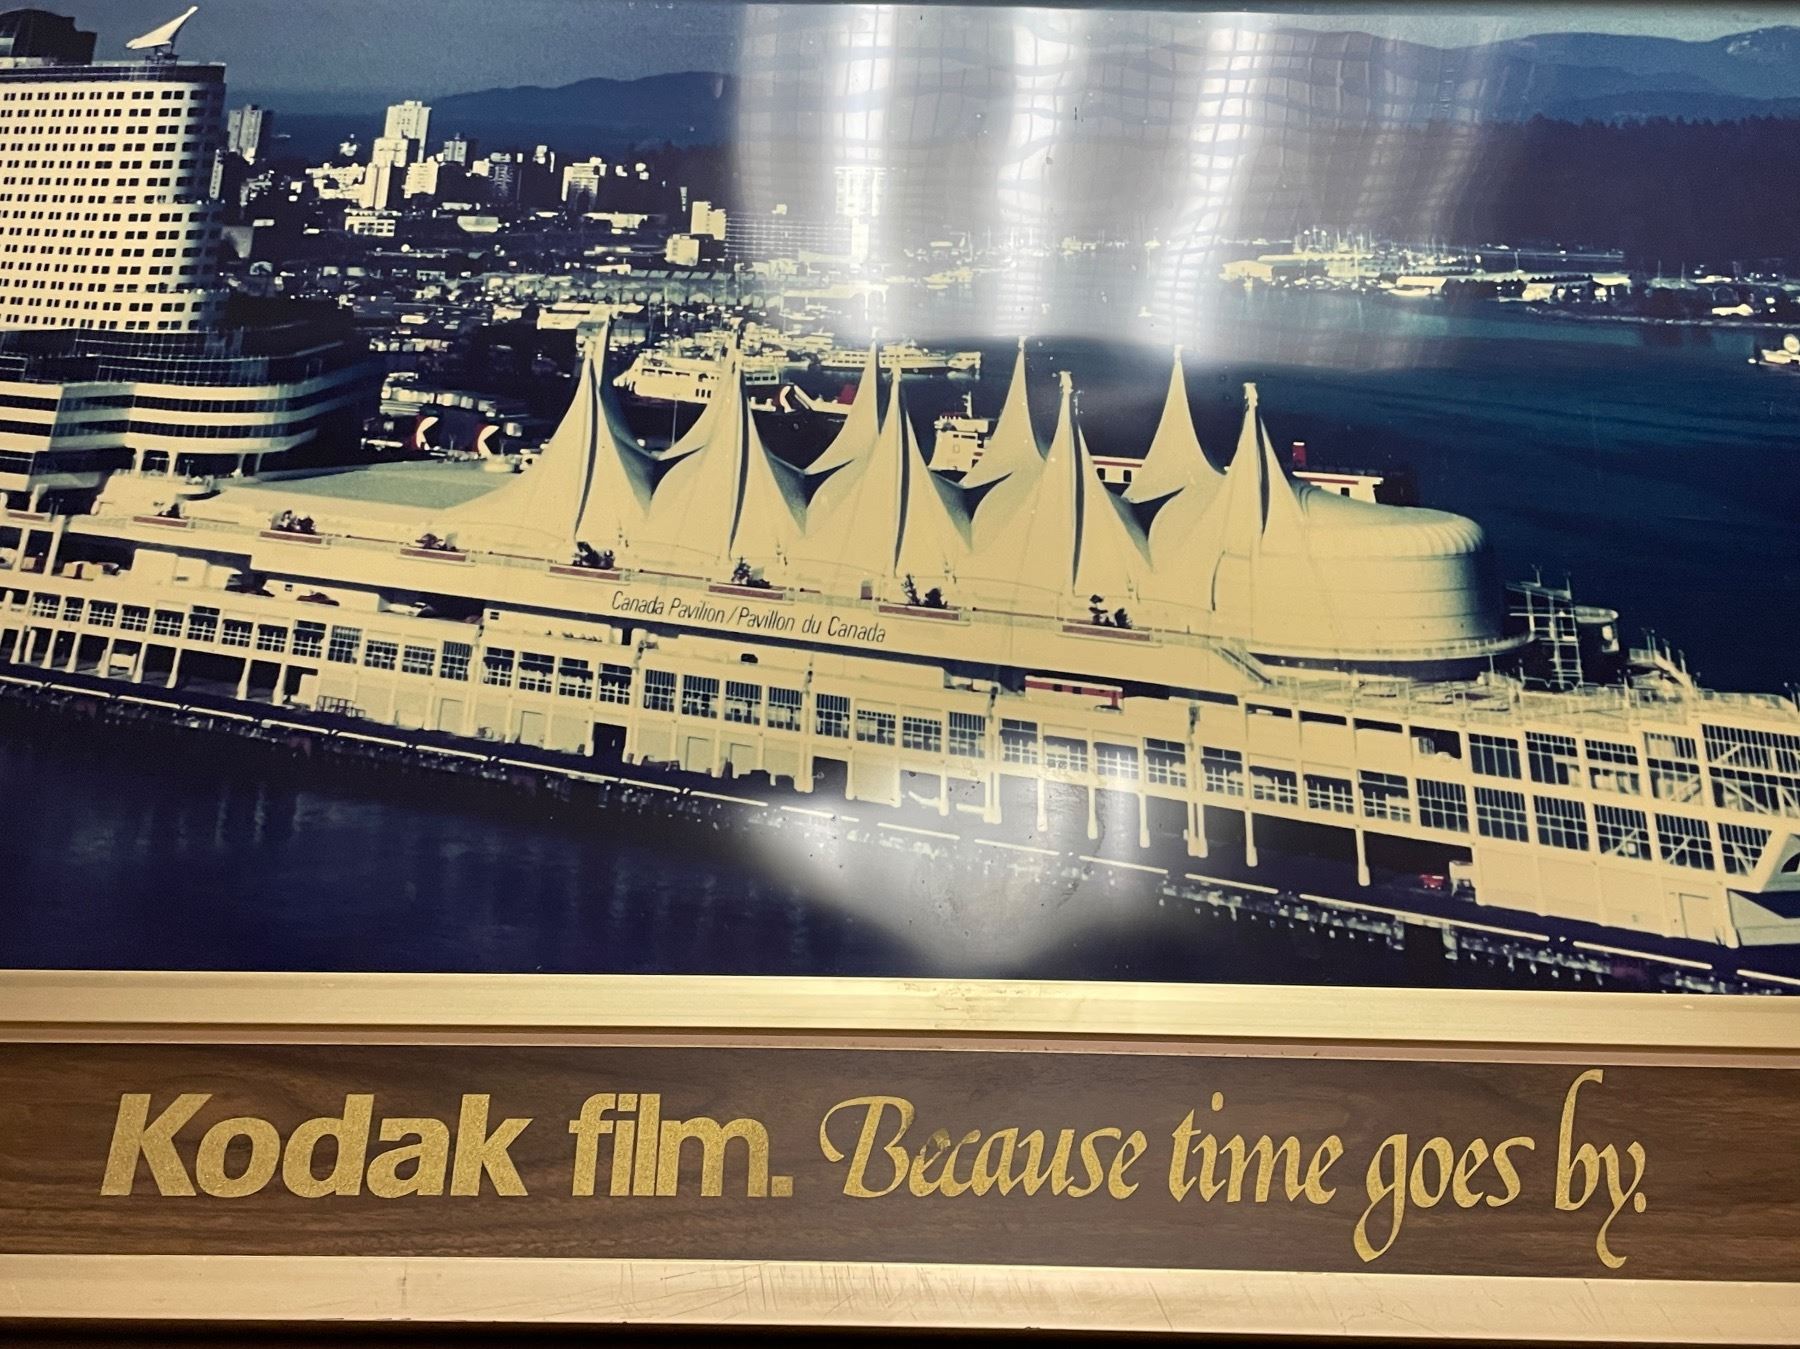 Canada Pavilion / Pavillon du Canada
Kodak film. Because time goes by.